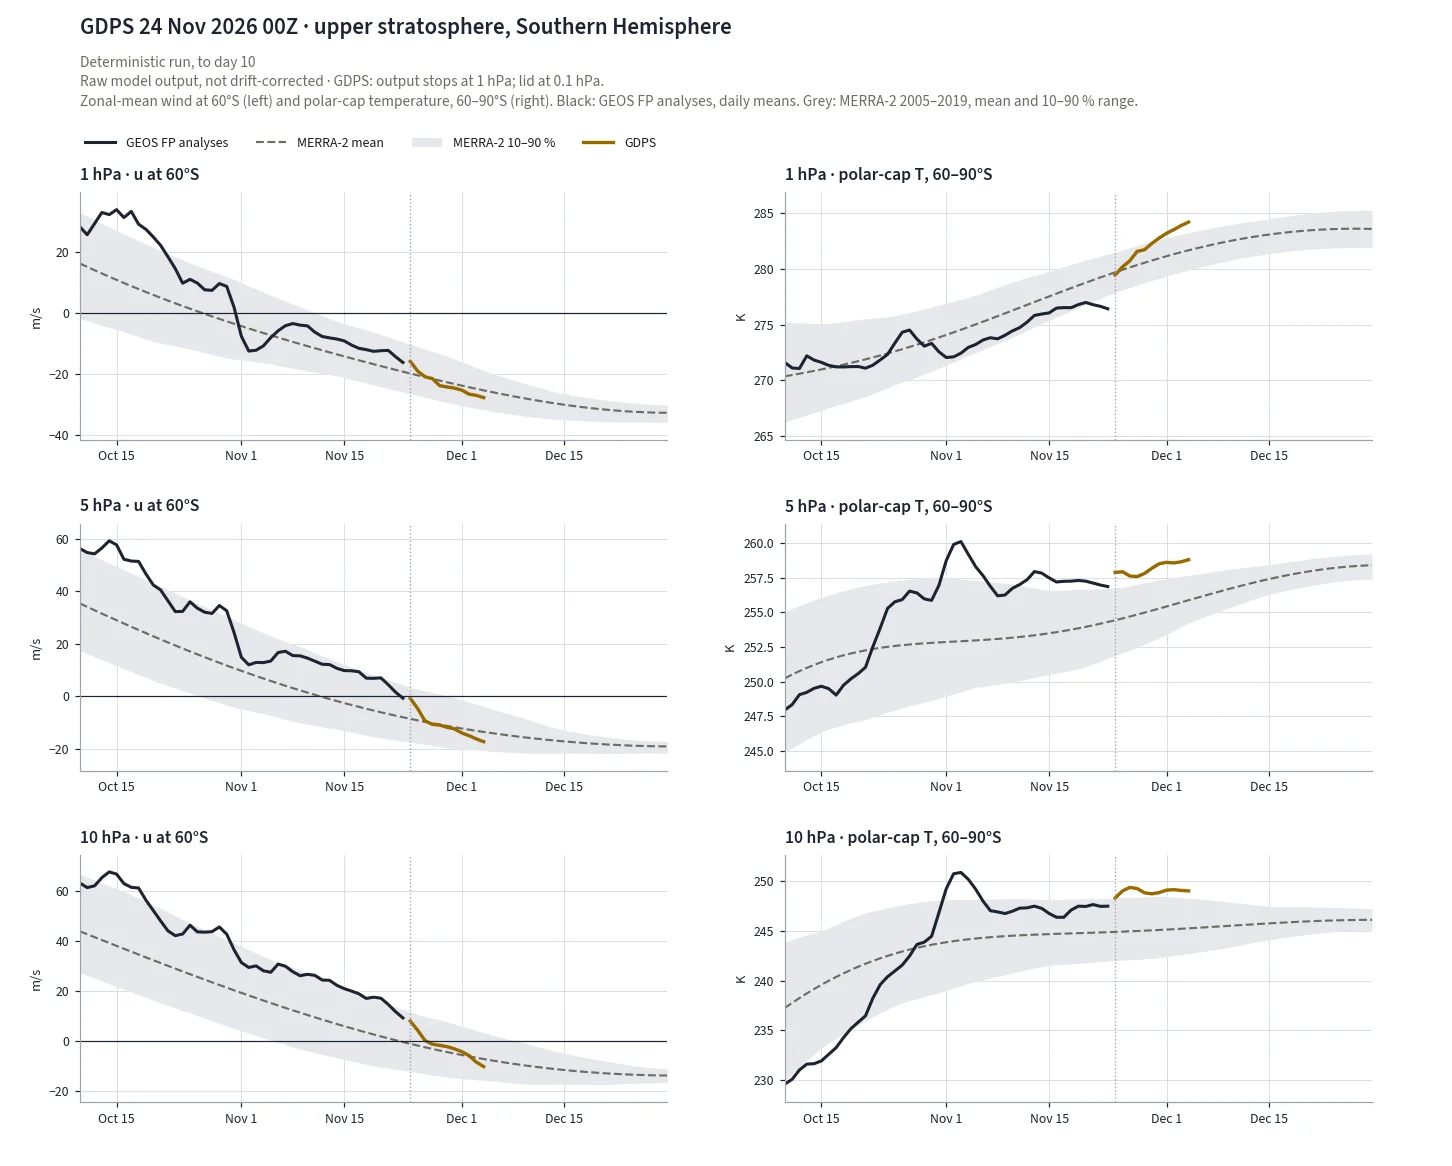 GDPS 24 Nov 2026 00Z · upper stratosphere, Southern Hemisphere
Deterministic run, to day 10
Raw model output, not drift-corrected · GDPS: output stops at 1 hPa; lid at 0.1 hPa.
Zonal-mean wind at 60°S (left) and polar-cap temperature, 60–90°S (right). Black: GEOS FP analyses, daily means. Grey: MERRA-2 2005–2019, mean and 10–90 % range.
GEOS FP analyses MERRA-2 mean MERRA-2 10–90 % GDPS
1 hPa · u at 60°S
m/s
20
0
−20
−40
Oct 15 Nov 1 Nov 15 Dec 1 Dec 15
1 hPa · polar-cap T, 60–90°S
K
285
280
275
270
265
Oct 15 Nov 1 Nov 15 Dec 1 Dec 15
5 hPa · u at 60°S
m/s
60
40
20
0
−20
Oct 15 Nov 1 Nov 15 Dec 1 Dec 15
5 hPa · polar-cap T, 60–90°S
K
260.0
257.5
255.0
252.5
250.0
247.5
245.0
Oct 15 Nov 1 Nov 15 Dec 1 Dec 15
10 hPa · u at 60°S
m/s
60
40
20
0
−20
Oct 15 Nov 1 Nov 15 Dec 1 Dec 15
10 hPa · polar-cap T, 60–90°S
K
250
245
240
235
230
Oct 15 Nov 1 Nov 15 Dec 1 Dec 15